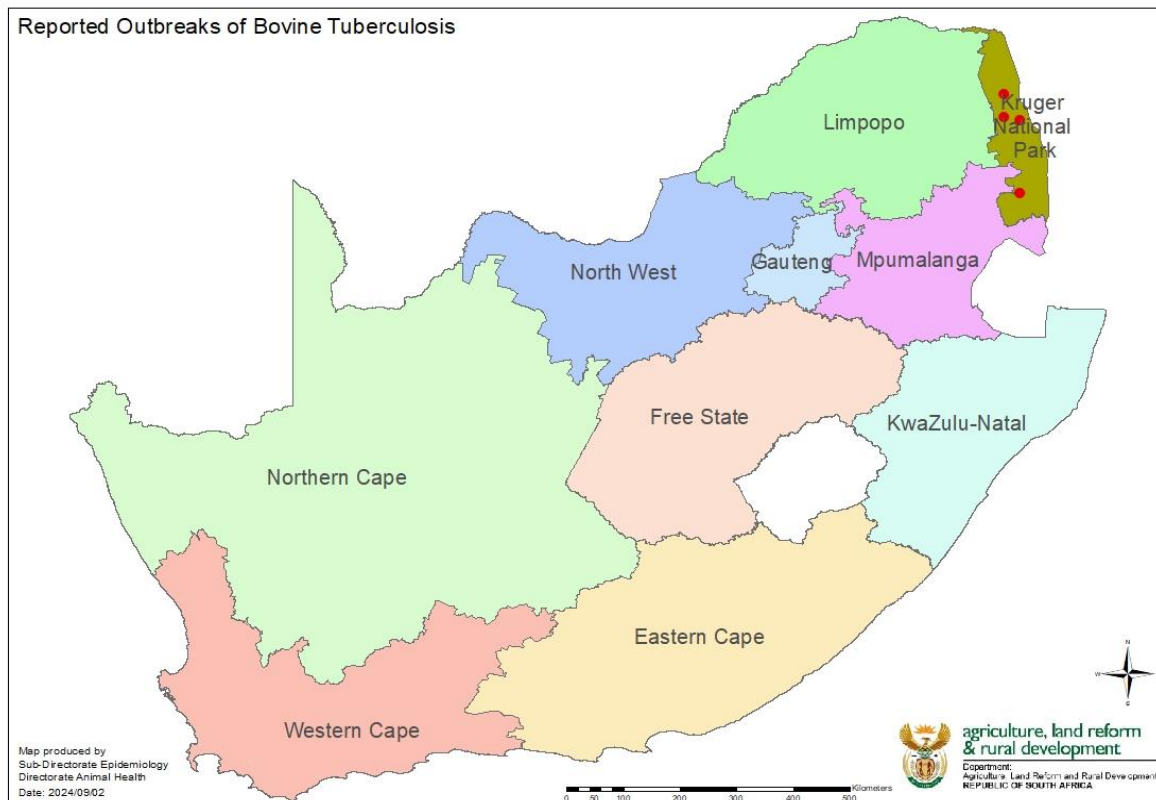 Reported Outbreaks of Bovine Tuberculosis
Limpopo
Kruger
National
Park
North West
Gauteng
Mpumalanga
Free State
KwaZulu-Natal
Northern Cape
Eastern Cape
Western Cape
N
W
S
Map produced by
Sub-Directorate Epidemiology
Directorate Animal Health
Date: 2024/09/02
Kilometers
0 50 100 200 300 400 500
agriculture, land reform
& rural development
Department:
Agriculture, Land Reform and Rural Development
REPUBLIC OF SOUTH AFRICA